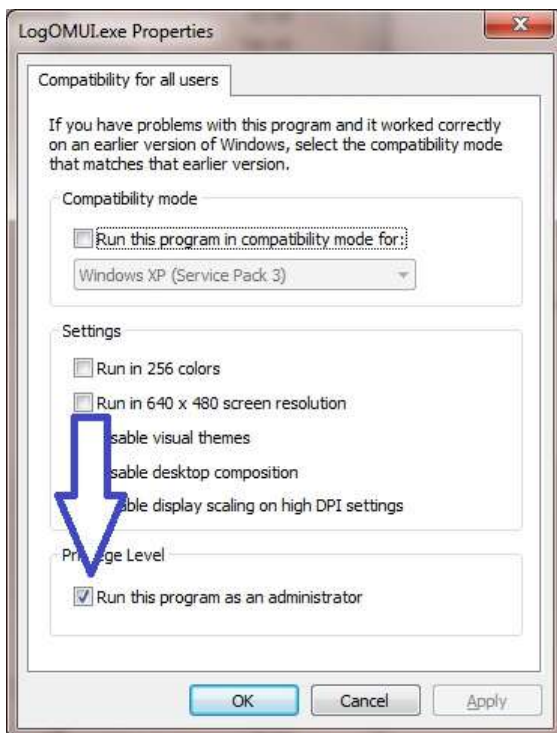 LogOMUI.exe Properties
Compatibility for all users
If you have problems with this program and it worked correctly
on an earlier version of Windows, select the compatibility mode
that matches that earlier version.
Compatibility mode
Run this program in compatibility mode for:
Windows XP (Service Pack 3)
Settings
Run in 256 colors
Run in 640 x 480 screen resolution
visual themes
desktop composition
display scaling on high DPI settings
Level
Run this program as an administrator
OK
Cancel
Apply